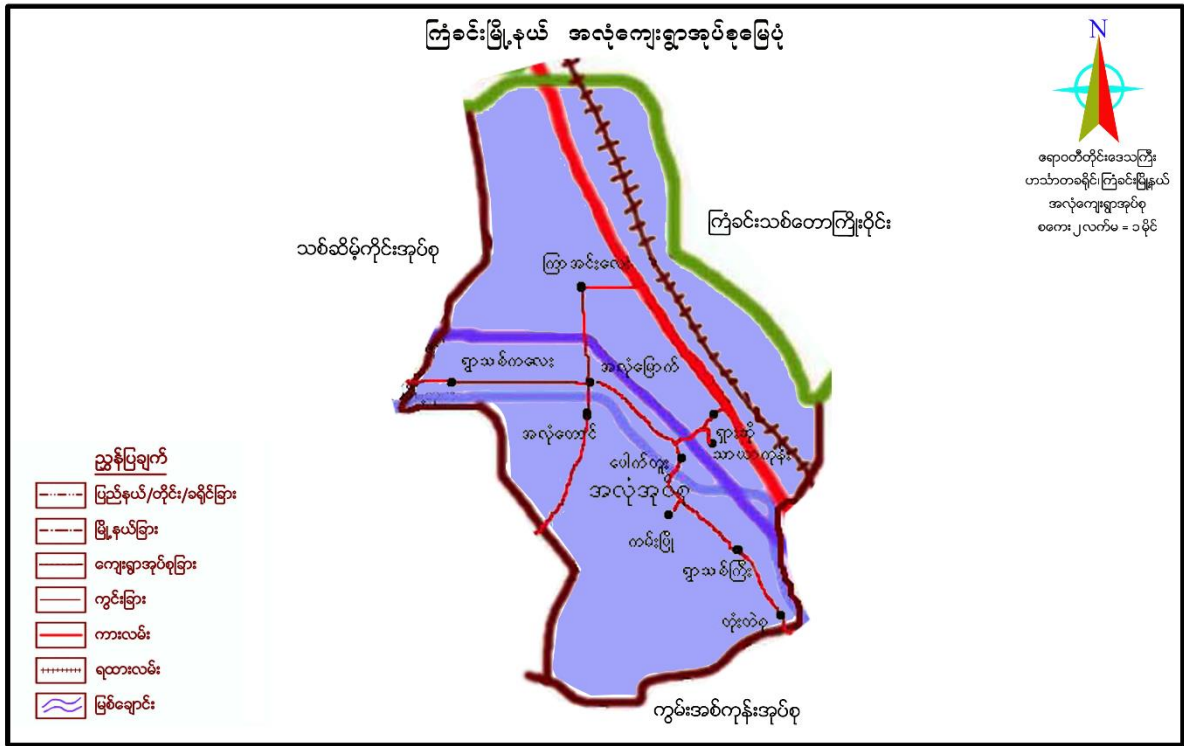 ကြံခင်းမြို့နယ် အလုံကျေးရွာအုပ်စုမြေပုံ
N
ဧရာဝတီတိုင်းဒေသကြီး
ဟင်္သာတခရိုင်၊ကြံခင်းမြို့နယ်
အလုံကျေးရွာအုပ်စု
စကေး၂လက်မ = ၁မိုင်
ကြံခင်းသစ်တောကြိုးဝိုင်း
သစ်ဆိမ့်ကိုင်းအုပ်စု
ကြာအင်းလေး
ရွာသစ်ကလေး
အလုံမြောက်
အလုံတောင်
ရှားဘို
သာယာကုန်း
ပေါက်တူး
အလုံအုပ်စု
ကမ်းပြို
ရွာသစ်ကြီး
တုံးတဲစု
ကွမ်းအစ်ကုန်းအုပ်စု
ညွှန်ပြချက်
ပြည်နယ်/တိုင်း/ခရိုင်ခြား
မြို့နယ်ခြား
ကျေးရွာအုပ်စုခြား
ကွင်းခြား
ကားလမ်း
ရထားလမ်း
မြစ်ချောင်း